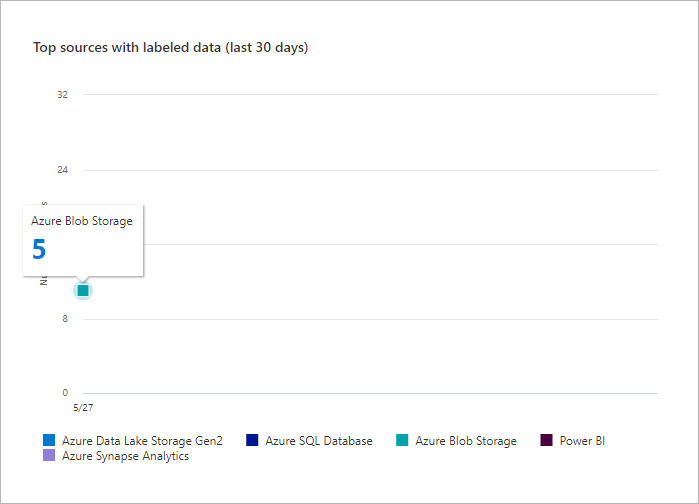 Top sources with labeled data (last 30 days)
32
24
Azure Blob Storage
5
8
0
5/27
Azure Data Lake Storage Gen2 Azure SQL Database Azure Blob Storage Power BI
Azure Synapse Analytics